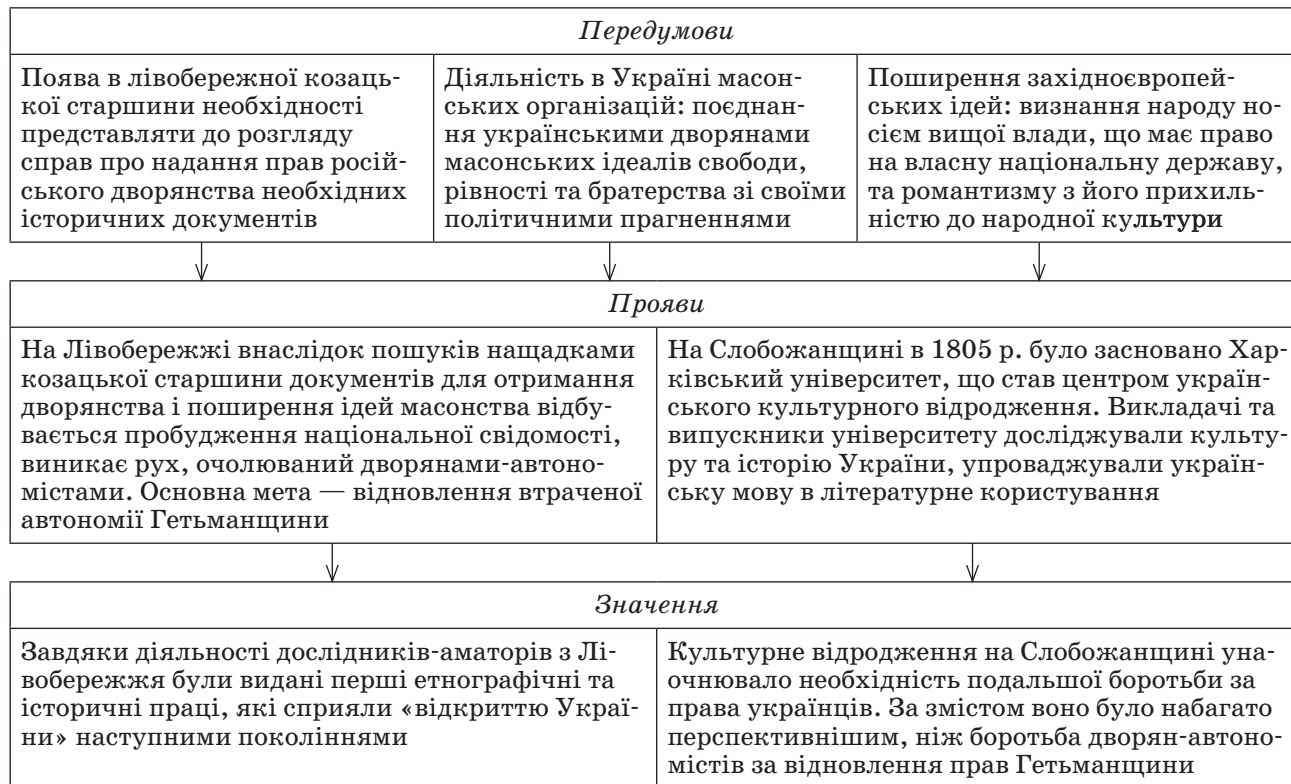 Передумови
Поява в лівобережної козаць-
кої старшини необхідності
представляти до розгляду
справ про надання прав росій-
ського дворянства необхідних
історичних документів
Діяльність в Україні масон-
ських організацій: поєднан-
ня українськими дворянами
масонських ідеалів свободи,
рівності та братерства зі своїми
політичними прагненнями
Поширення західноєвропей-
ських ідей: визнання народу но-
сієм вищої влади, що має право
на власну національну державу,
та романтизму з його прихиль-
ністю до народної культури
Прояви
На Лівобережжі внаслідок пошуків нащадками
козацької старшини документів для отримання
дворянства і поширення ідей масонства відбу-
вається пробудження національної свідомості,
виникає рух, очолюваний дворянами-автоно-
містами. Основна мета — відновлення втраченої
автономії Гетьманщини
На Слобожанщині в 1805 р. було засновано Хар-
ківський університет, що став центром україн-
ського культурного відродження. Викладачі та
випускники університету досліджували культу-
ру та історію України, упроваджували україн-
ську мову в літературне користування
Значення
Завдяки діяльності дослідників-аматорів з Лі-
вобережжя були видані перші етнографічні та
історичні праці, які сприяли «відкриттю Украї-
ни» наступними поколіннями
Культурне відродження на Слобожанщині уна-
очнювало необхідність подальшої боротьби за
права українців. За змістом воно було набагато
перспективнішим, ніж боротьба дворян-автоно-
містів за відновлення прав Гетьманщини